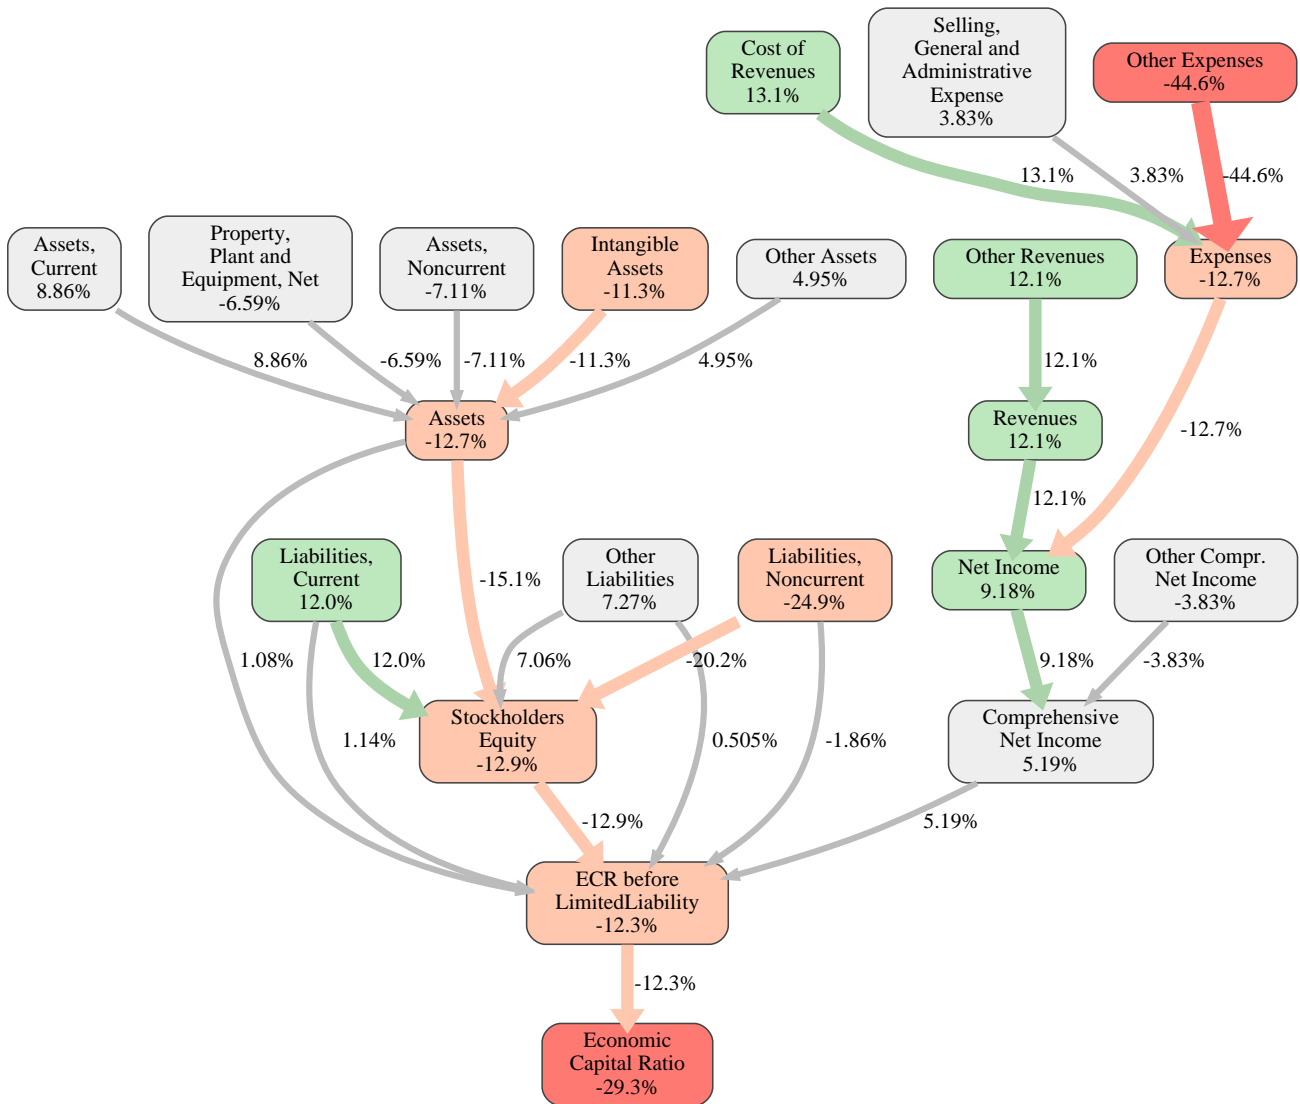 Cost of
Revenues
13.1%
Selling,
General and
Administrative
Expense
3.83%
Other Expenses
-44.6%
13.1%
3.83%
-44.6%
Assets,
Current
8.86%
Property,
Plant and
Equipment, Net
-6.59%
Assets,
Noncurrent
-7.11%
Intangible
Assets
-11.3%
Other Assets
4.95%
Other Revenues
12.1%
Expenses
-12.7%
8.86%
-6.59%
-7.11%
-11.3%
4.95%
12.1%
Assets
-12.7%
Revenues
12.1%
-12.7%
12.1%
Liabilities,
Current
12.0%
-15.1%
Other
Liabilities
7.27%
Liabilities,
Noncurrent
-24.9%
Net Income
9.18%
Other Compr.
Net Income
-3.83%
1.08%
12.0%
7.06%
-20.2%
9.18%
-3.83%
Stockholders
Equity
-12.9%
Comprehensive
Net Income
5.19%
1.14%
0.505%
-1.86%
-12.9%
5.19%
ECR before
LimitedLiability
-12.3%
-12.3%
Economic
Capital Ratio
-29.3%